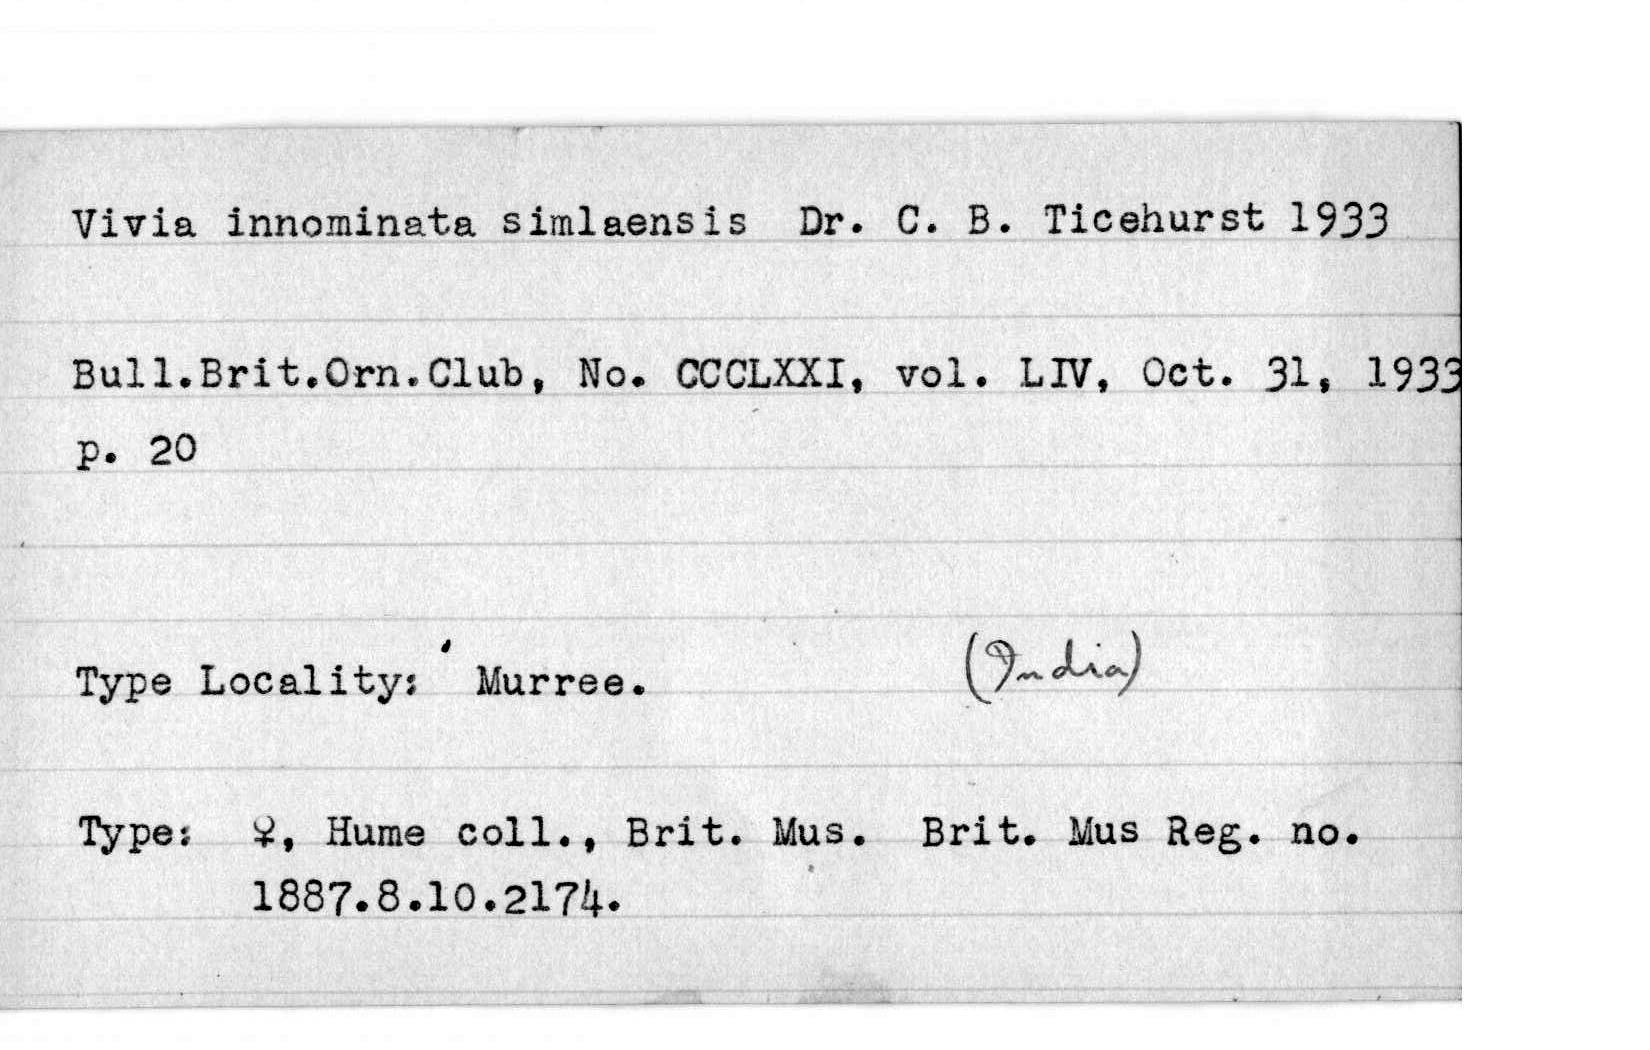 Vivia innominata simlaensis Dr. C. B. Ticehurst 1933
Bull.Brit.Orn.Club, No. CCCLXXI, vol. LIV, Oct. 31, 1933
p. 20
Type Locality: Murree. (India)
Type: ♀, Hume coll., Brit. Mus. Brit. Mus Reg. no.
1887.8.10.2174.